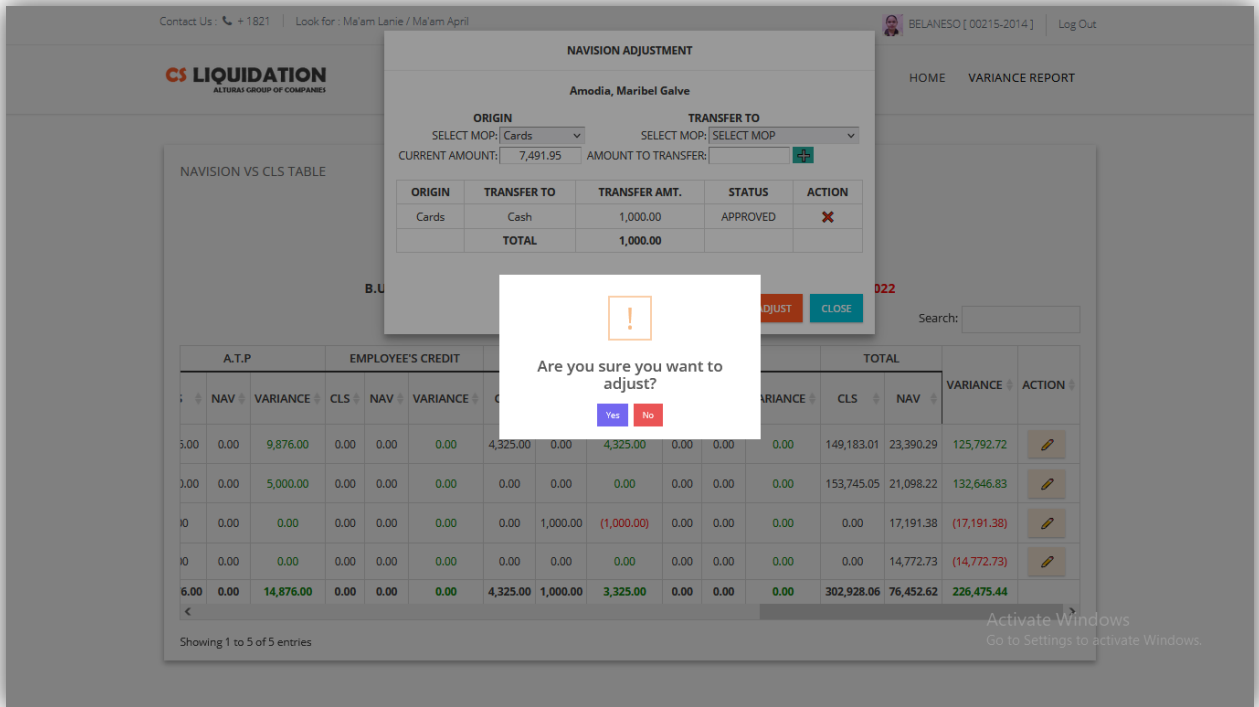 Contact Us : + 1821 Look for : Ma'am Lanie / Ma'am April BELANESO [ 00215-2014 ] Log Out
CS LIQUIDATION
ALTURAS GROUP OF COMPANIES
HOME VARIANCE REPORT
NAVISION ADJUSTMENT
Amodia, Maribel Galve
ORIGIN TRANSFER TO
SELECT MOP: Cards SELECT MOP: SELECT MOP
CURRENT AMOUNT: 7,491.95 AMOUNT TO TRANSFER:
ORIGIN TRANSFER TO TRANSFER AMT. STATUS ACTION
Cards Cash 1,000.00 APPROVED
TOTAL 1,000.00
ADJUST CLOSE
Are you sure you want to
adjust?
Yes No
NAVISION VS CLS TABLE
B.U 022
Search:
A.T.P EMPLOYEE'S CREDIT TOTAL
NAV VARIANCE CLS NAV VARIANCE C ARIANCE CLS NAV VARIANCE ACTION
.00 0.00 9,876.00 0.00 0.00 0.00 4,325.00 0.00 4,325.00 0.00 0.00 0.00 149,183.01 23,390.29 125,792.72
.00 0.00 5,000.00 0.00 0.00 0.00 0.00 0.00 0.00 0.00 0.00 0.00 153,745.05 21,098.22 132,646.83
0 0.00 0.00 0.00 0.00 0.00 0.00 1,000.00 (1,000.00) 0.00 0.00 0.00 0.00 17,191.38 (17,191.38)
0 0.00 0.00 0.00 0.00 0.00 0.00 0.00 0.00 0.00 0.00 0.00 0.00 14,772.73 (14,772.73)
6.00 0.00 14,876.00 0.00 0.00 0.00 4,325.00 1,000.00 3,325.00 0.00 0.00 0.00 302,928.06 76,452.62 226,475.44
Showing 1 to 5 of 5 entries
Activate Windows
Go to Settings to activate Windows.